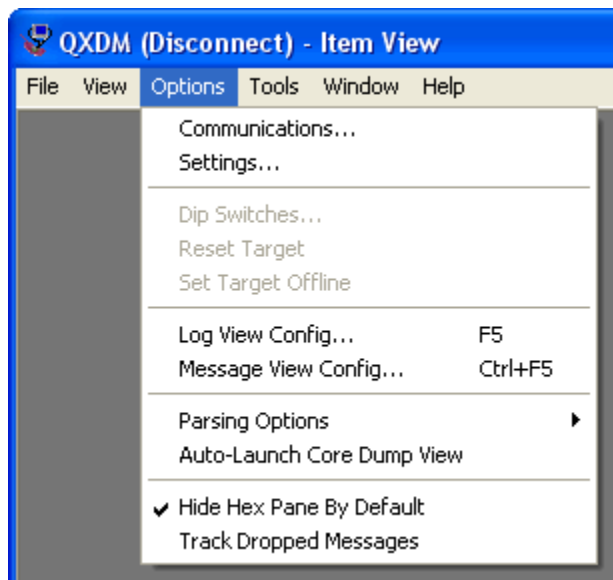 QXDM (Disconnect) - Item View
File View Options Tools Window Help
Communications...
Settings...
Dip Switches...
Reset Target
Set Target Offline
Log View Config... F5
Message View Config... Ctrl+F5
Parsing Options
Auto-Launch Core Dump View
Hide Hex Pane By Default
Track Dropped Messages